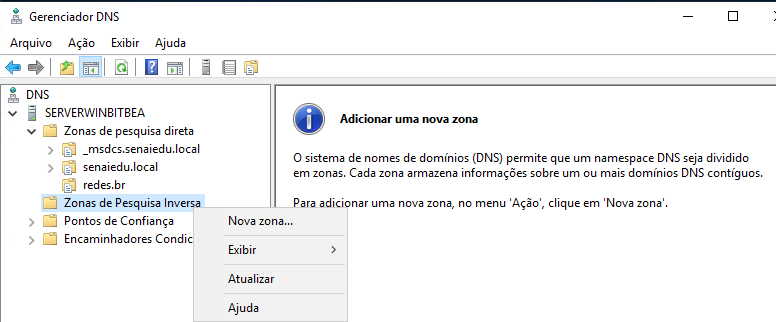 Gerenciador DNS
Arquivo Ação Exibir Ajuda
DNS
SERVERWINBITBEA
Zonas de pesquisa direta
_msdcs.senaiedu.local
senaiedu.local
redes.br
Zonas de Pesquisa Inversa
Pontos de Confiança
Encaminhadores Condic
Nova zona...
Exibir
Atualizar
Ajuda
Adicionar uma nova zona
O sistema de nomes de domínios (DNS) permite que um namespace DNS seja dividido
em zonas. Cada zona armazena informações sobre um ou mais domínios DNS contíguos.
Para adicionar uma nova zona, no menu 'Ação', clique em 'Nova zona'.